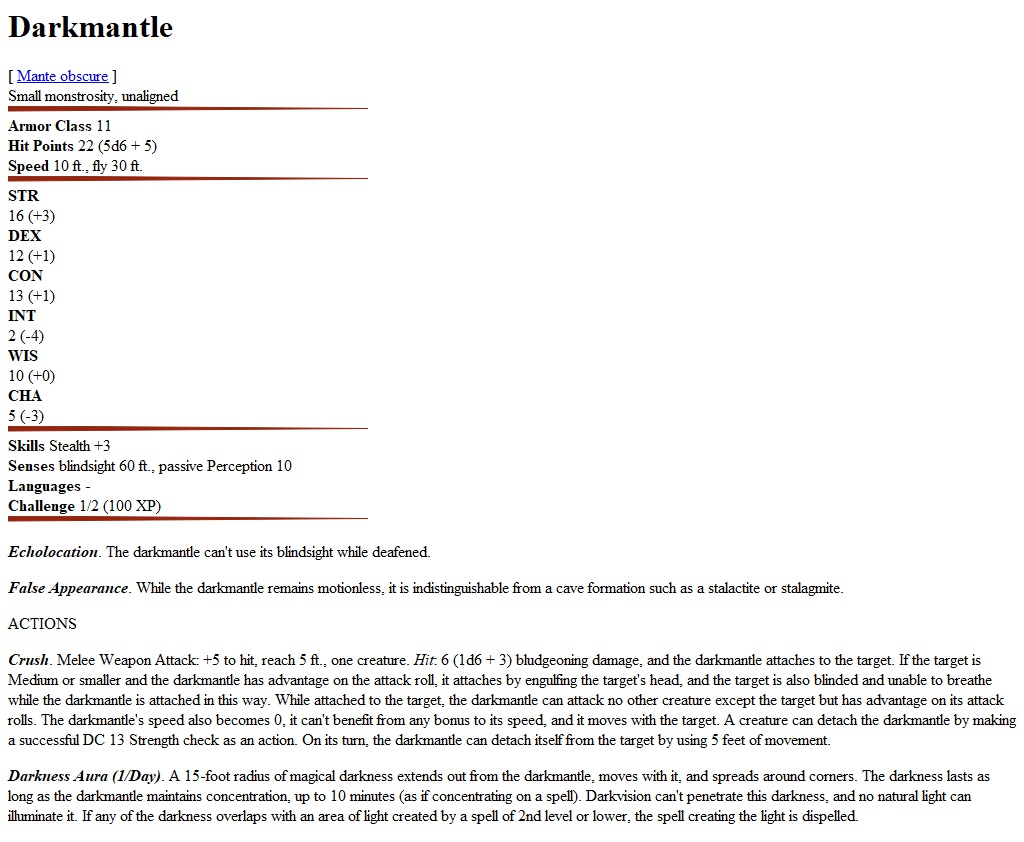 Darkmantle
[ Mante obscure ]
Small monstrosity, unaligned
Armor Class 11
Hit Points 22 (5d6 + 5)
Speed 10 ft., fly 30 ft.
STR
16 (+3)
DEX
12 (+1)
CON
13 (+1)
INT
2 (-4)
WIS
10 (+0)
CHA
5 (-3)
Skills Stealth +3
Senses blindsight 60 ft., passive Perception 10
Languages -
Challenge 1/2 (100 XP)
Echolocation. The darkmantle can't use its blindsight while deafened.
False Appearance. While the darkmantle remains motionless, it is indistinguishable from a cave formation such as a stalactite or stalagmite.
ACTIONS
Crush. Melee Weapon Attack: +5 to hit, reach 5 ft., one creature. Hit: 6 (1d6 + 3) bludgeoning damage, and the darkmantle attaches to the target. If the target is
Medium or smaller and the darkmantle has advantage on the attack roll, it attaches by engulfing the target's head, and the target is also blinded and unable to breathe
while the darkmantle is attached in this way. While attached to the target, the darkmantle can attack no other creature except the target but has advantage on its attack
rolls. The darkmantle's speed also becomes 0, it can't benefit from any bonus to its speed, and it moves with the target. A creature can detach the darkmantle by making
a successful DC 13 Strength check as an action. On its turn, the darkmantle can detach itself from the target by using 5 feet of movement.
Darkness Aura (1/Day). A 15-foot radius of magical darkness extends out from the darkmantle, moves with it, and spreads around corners. The darkness lasts as
long as the darkmantle maintains concentration, up to 10 minutes (as if concentrating on a spell). Darkvision can't penetrate this darkness, and no natural light can
illuminate it. If any of the darkness overlaps with an area of light created by a spell of 2nd level or lower, the spell creating the light is dispelled.